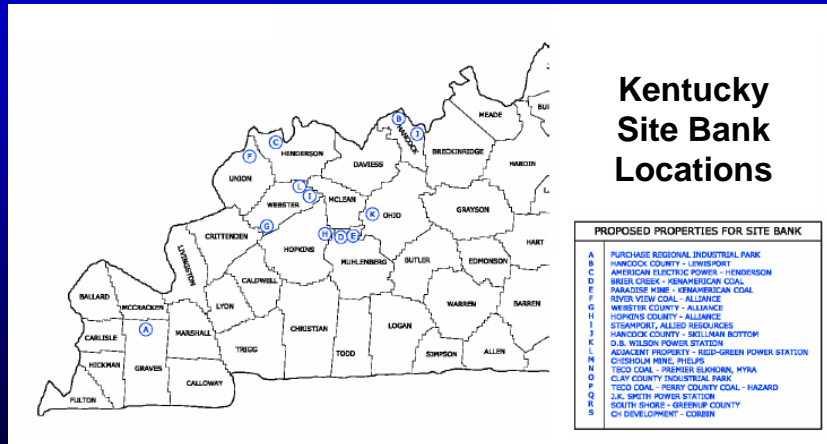 Kentucky
Site Bank
Locations
MEADE
BRECKINRIDGE
HARDIN
HANCOCK
DAVIESS
HENDERSON
UNION
WEBSTER
MCLEAN
OHIO
GRAYSON
HART
CRITTENDEN
LIVINGSTON
HOPKINS
MUHLENBERG
BUTLER
EDMONSON
CALDWELL
LYON
WARREN
BARREN
BALLARD
MCCRACKEN
CARLISLE
HICKMAN
FULTON
GRAVES
MARSHALL
CALLOWAY
TRIGG
CHRISTIAN
TODD
LOGAN
SIMPSON
ALLEN
A
B
C
D
E
F
G
H
I
J
K
L
PROPOSED PROPERTIES FOR SITE BANK
A PURCHASE REGIONAL INDUSTRIAL PARK
B HANCOCK COUNTY - LEWISPORT
C AMERICAN ELECTRIC POWER - HENDERSON
D BRIER CREEK - KENAMERICAN COAL
E PARADISE MINE - KENAMERICAN COAL
F RIVER VIEW COAL - ALLIANCE
G WEBSTER COUNTY - ALLIANCE
H HOPKINS COUNTY - ALLIANCE
I STEAMPORT, ALLIED RESOURCES
J HANCOCK COUNTY - SKILLMAN BOTTOM
K D.B. WILSON POWER STATION
L ADJACENT PROPERTY - REID-GREEN POWER STATION
M CHISHOLM MINE, PHELPS
N TECO COAL - PREMIER ELKHORN, MYRA
O CLAY COUNTY INDUSTRIAL PARK
P TECO COAL - PERRY COUNTY COAL - HAZARD
Q J.K. SMITH POWER STATION
R SOUTH SHORE - GREENUP COUNTY
S CH DEVELOPMENT - CORBIN